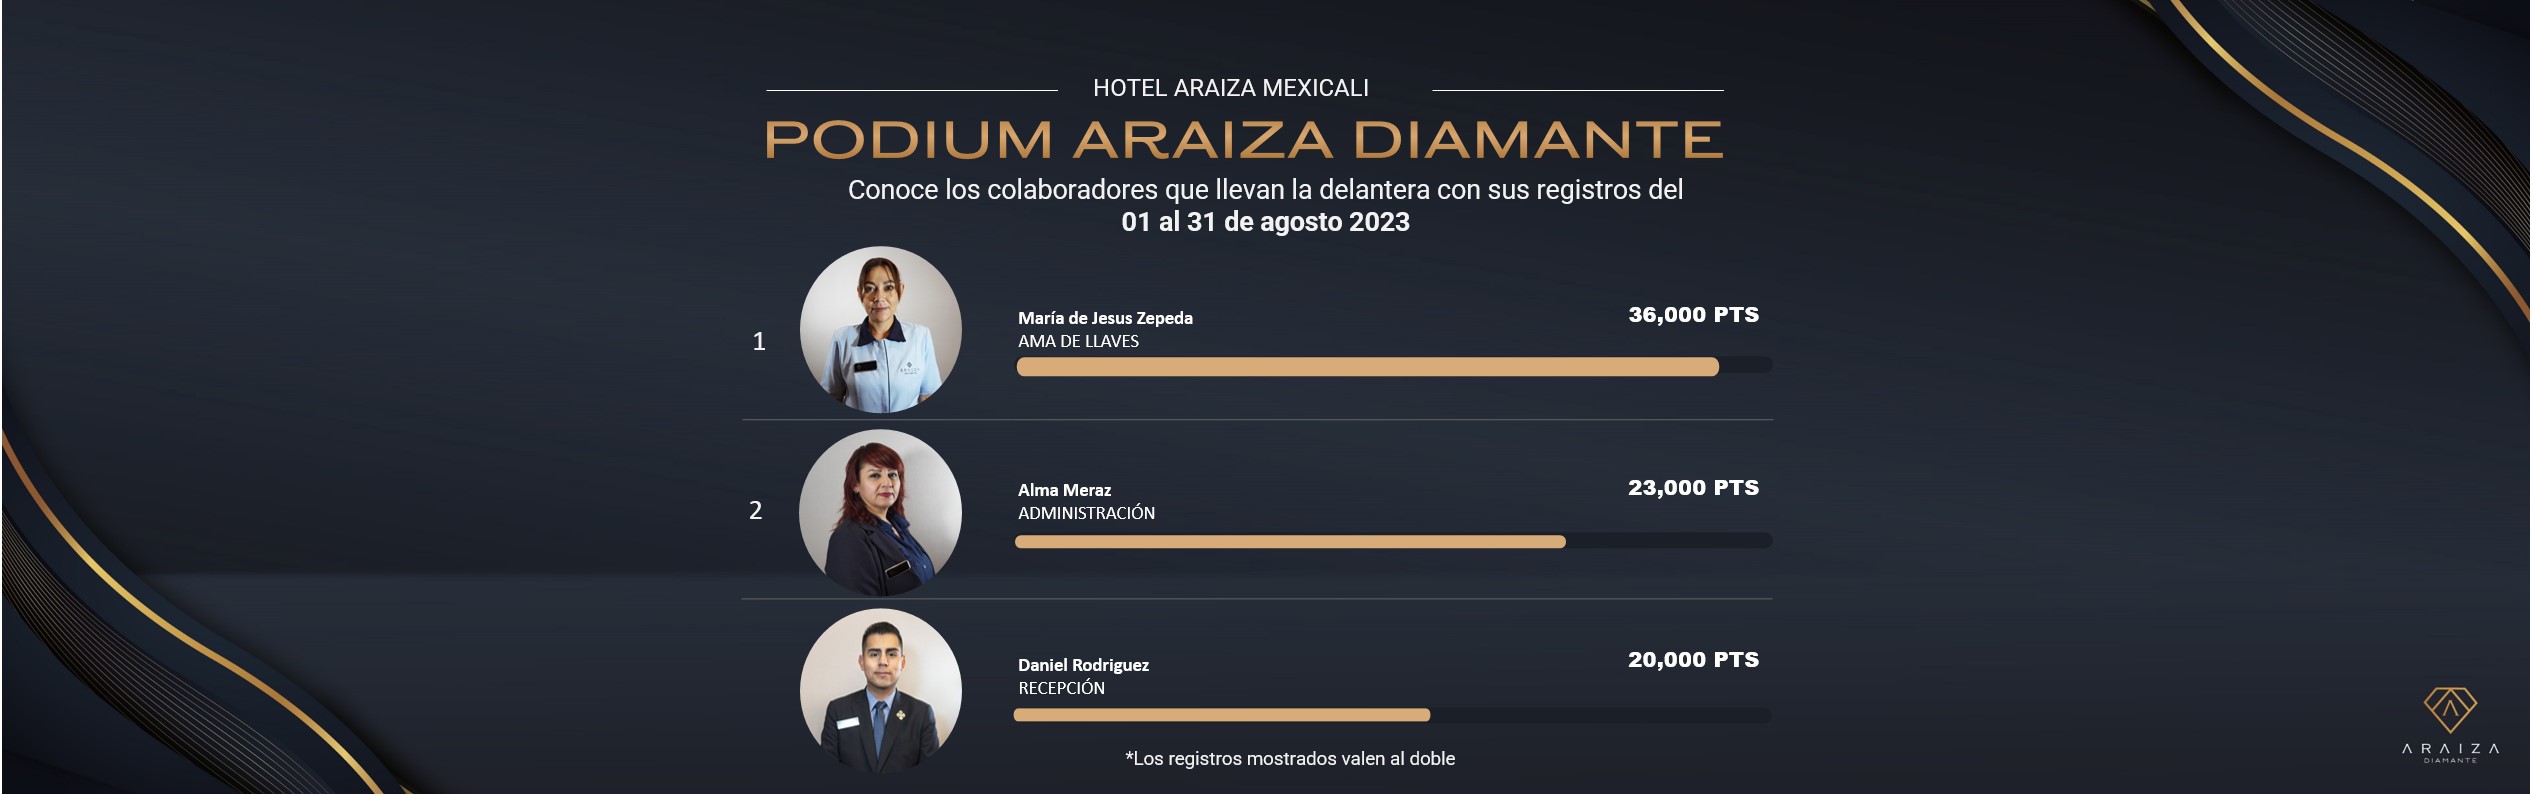 HOTEL ARAIZA MEXICALI
PODIUM ARAIZA DIAMANTE
Conoce los colaboradores que llevan la delantera con sus registros del
01 al 31 de agosto 2023
1
María de Jesus Zepeda
AMA DE LLAVES
36,000 PTS
2
Alma Meraz
ADMINISTRACIÓN
23,000 PTS
Daniel Rodriguez
RECEPCIÓN
20,000 PTS
*Los registros mostrados valen al doble
ARAIZA
DIAMANTE